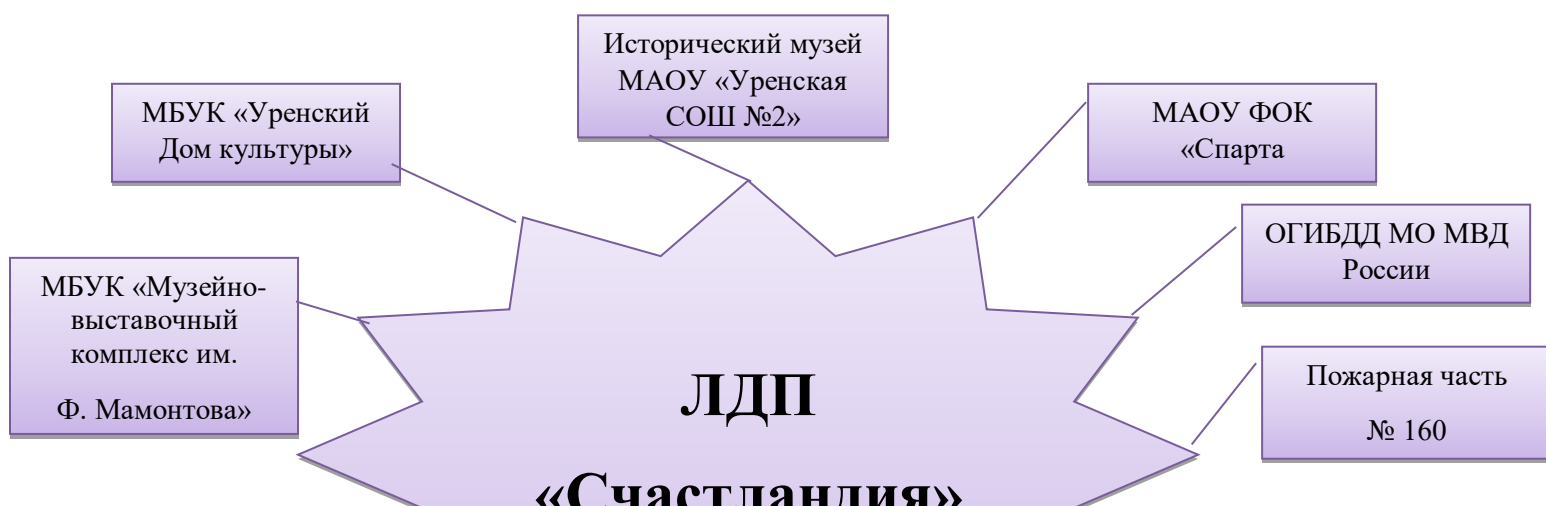 Исторический музей
МАОУ «Уренская
СОШ №2»
МБУК «Уренский
Дом культуры»
МАОУ ФОК
«Спарта
ОГИБДД МО МВД
России
МБУК «Музейно-
выставочный
комплекс им.
Ф. Мамонтова»
Пожарная часть
№ 160
ЛДП
«Счастландия»